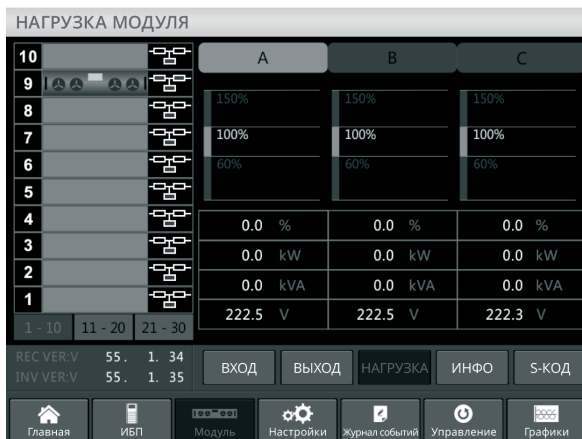 НАГРУЗКА МОДУЛЯ
10
9
8
7
6
5
4
3
2
1
1 - 10 11 - 20 21 - 30
A B C
150% 150% 150%
100% 100% 100%
60% 60% 60%
0.0 % 0.0 % 0.0 %
0.0 kW 0.0 kW 0.0 kW
0.0 kVA 0.0 kVA 0.0 kVA
222.5 V 222.5 V 222.3 V
REC VER:V 55. 1. 34
INV VER:V 55. 1. 35
ВХОД ВЫХОД НАГРУЗКА ИНФО S-КОД
Главная ИБП Модуль Настройки Журнал событий Управление Графики